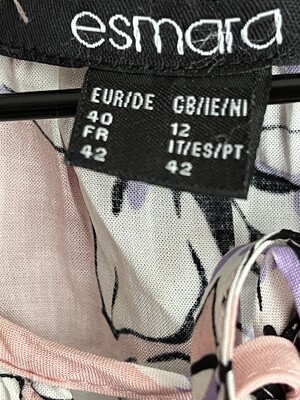 esmara
EUR/DE GB/IE/NI
40 12
FR IT/ES/PT
42 42